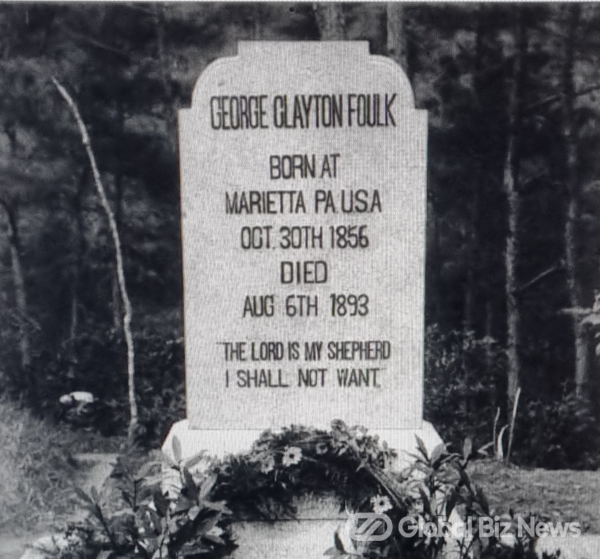 GEORGE CLAYTON FOULK
BORN AT
MARIETTA PA. U.S.A
OCT. 30TH 1856
DIED
AUG 6TH 1893
THE LORD IS MY SHEPHERD
I SHALL NOT WANT.
Global Biz News